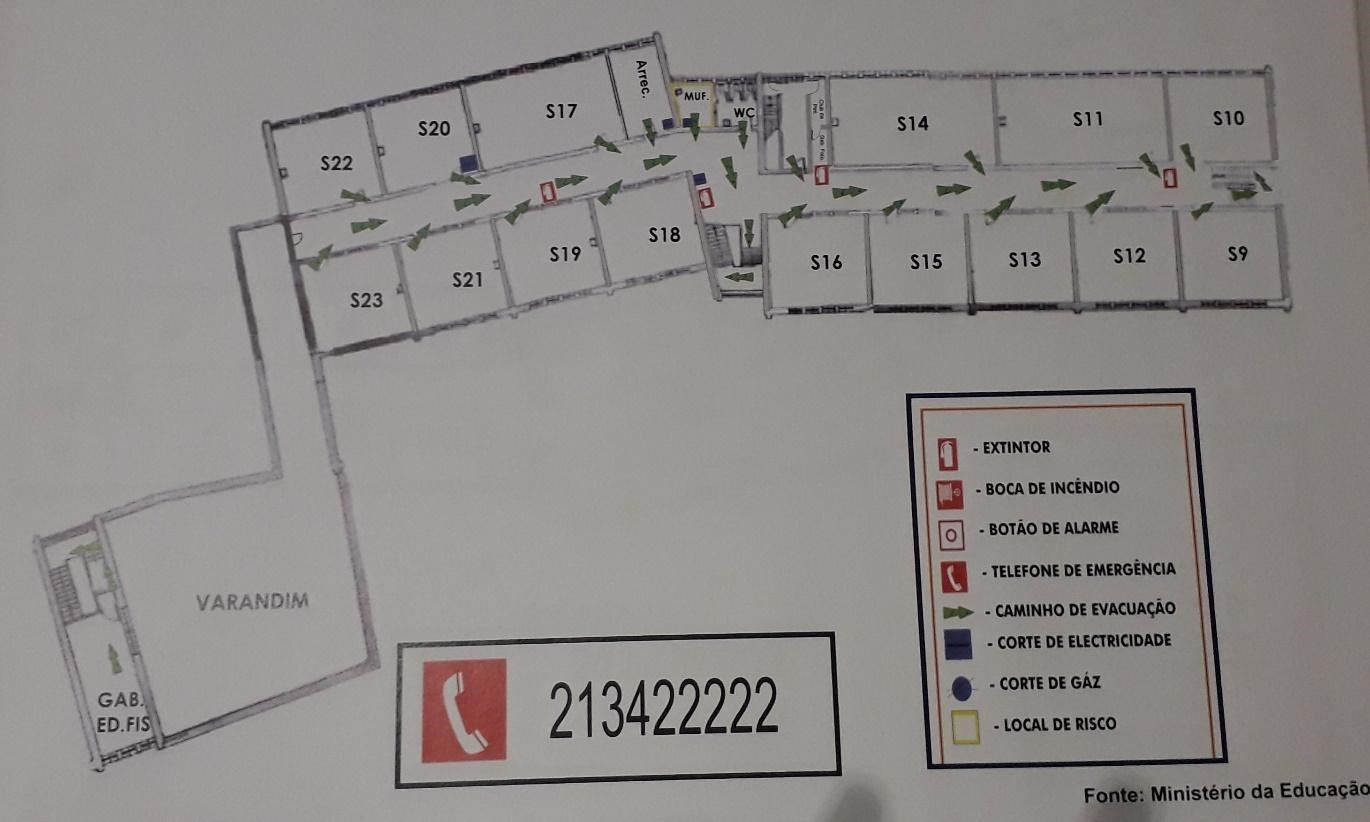 Arrec.
MUF.
WC
S17
S20
S22
S14
S11
S10
S18
S19
S21
S23
S16
S15
S13
S12
S9
VARANDIM
GAB.
ED.FIS
213422222
- EXTINTOR
- BOCA DE INCÊNDIO
- BOTÃO DE ALARME
- TELEFONE DE EMERGÊNCIA
- CAMINHO DE EVACUAÇÃO
- CORTE DE ELECTRICIDADE
- CORTE DE GÁZ
- LOCAL DE RISCO
Fonte: Ministério da Educação